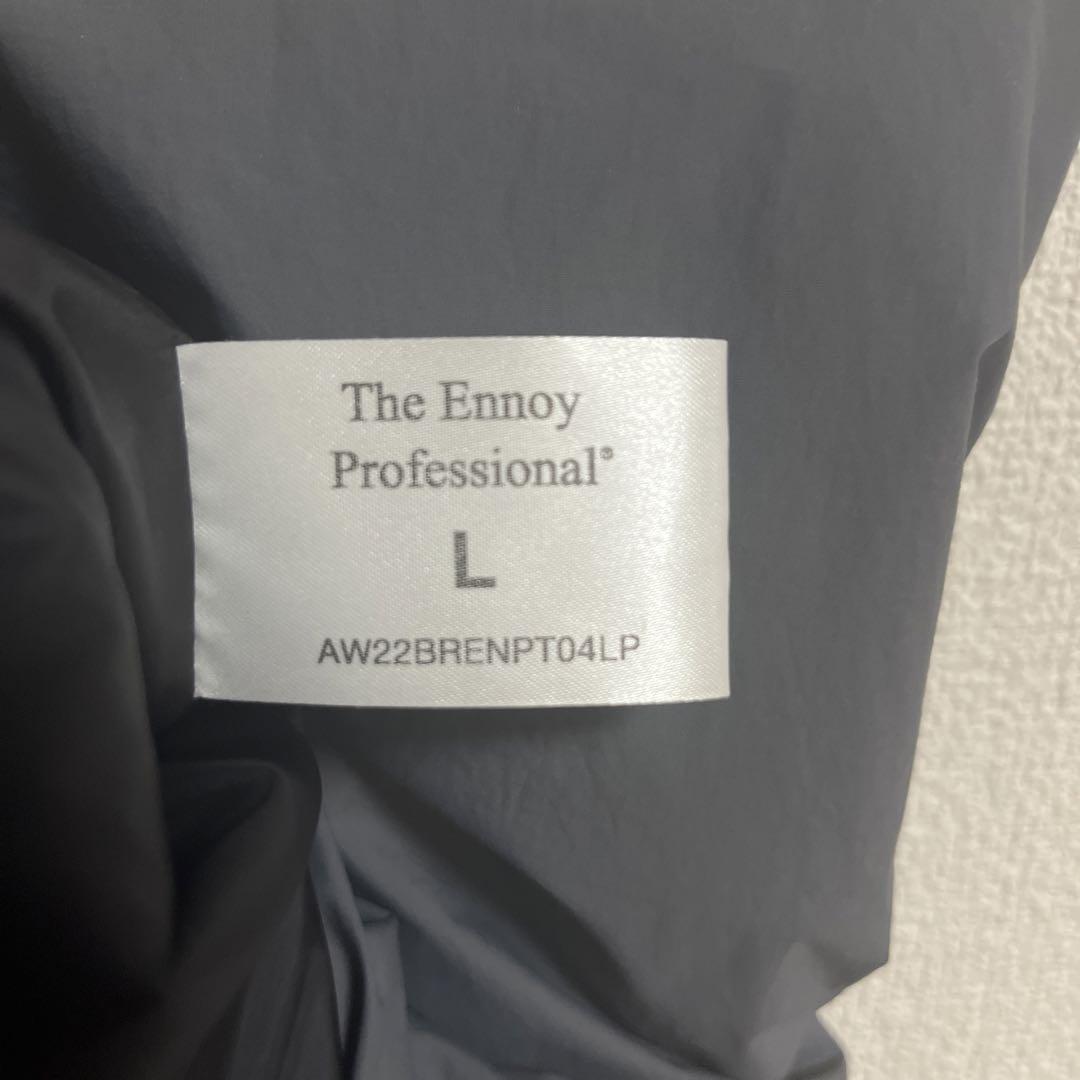 The Ennoy
Professional®
L
AW22BRENPT04LP